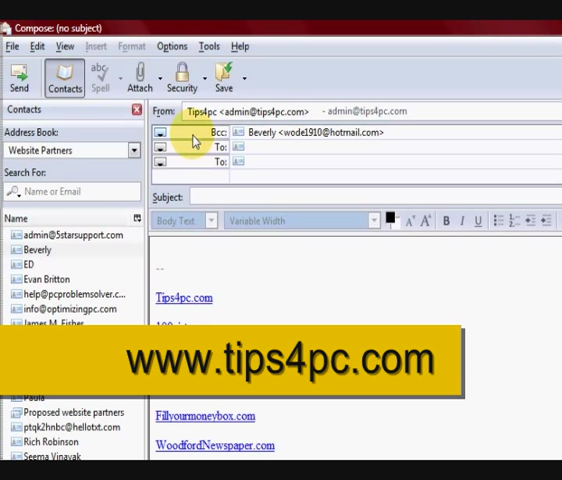 Compose: (no subject)
File Edit View Insert Format Options Tools Help
Send Contacts Spell Attach Security Save
Contacts
From: Tips4pc <admin@tips4pc.com> - admin@tips4pc.com
Address Book:
Bcc: Beverly <wode1910@hotmail.com>
Website Partners
To:
To:
Search For:
Name or Email
Subject:
Name
Body Text Variable Width A A B I U
admin@5starsupport.com
Beverly
ED
--
Evan Britton
help@pcproblemsolver.c...
Tips4pc.com
info@optimizingpc.com
James M. Fisher
www.tips4pc.com
Paula
Proposed website partners
Fillyourmoneybox.com
ptqk2hnbc@hellotxt.com
Rich Robinson
WoodfordNewspaper.com
Seema Vinayak